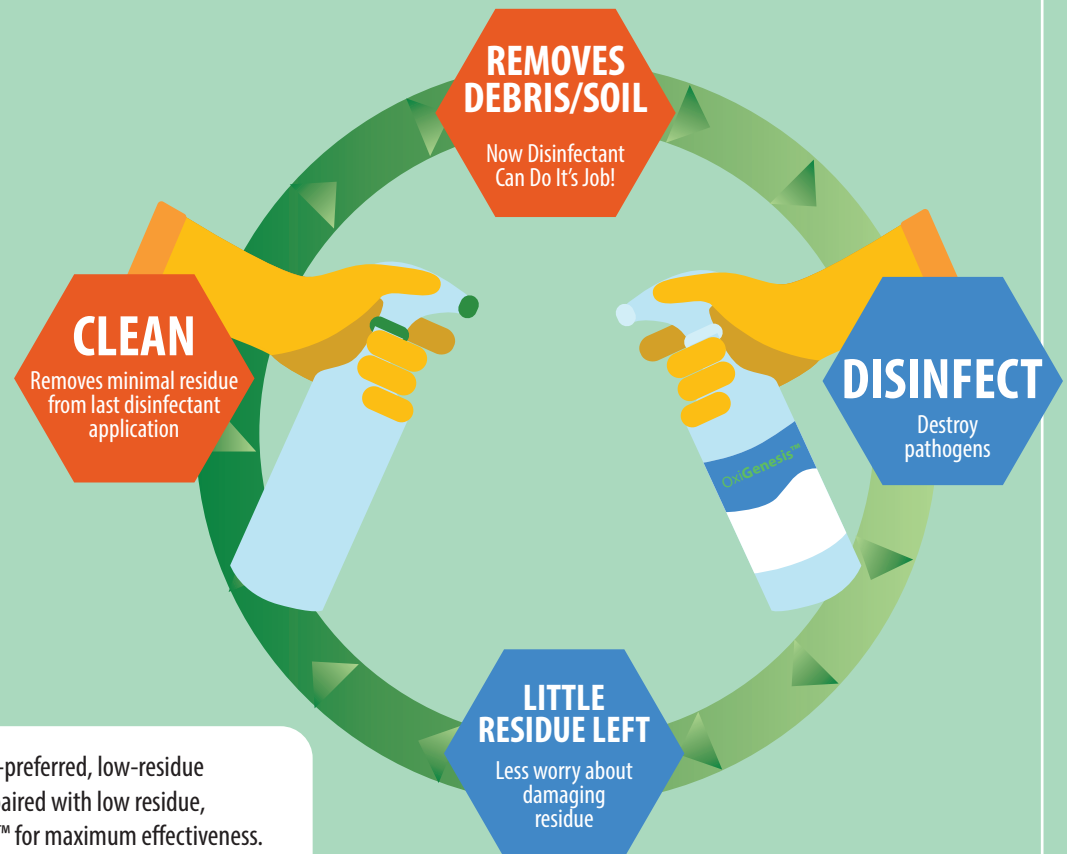 REMOVES
DEBRIS/SOIL
Now Disinfectant
Can Do It's Job!
CLEAN
Removes minimal residue
from last disinfectant
application
DISINFECT
Destroy
pathogens
OxiGenesis™
LITTLE
RESIDUE LEFT
Less worry about
damaging
residue
-preferred, low-residue
aired with low residue,
™ for maximum effectiveness.